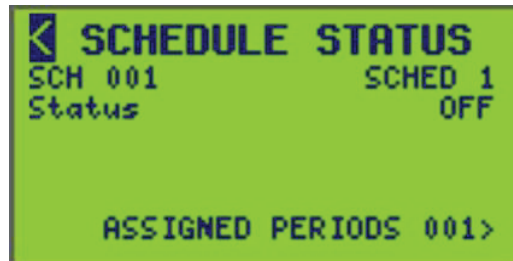 < SCHEDULE STATUS
SCH 001 SCHED 1
Status OFF
ASSIGNED PERIODS 001>